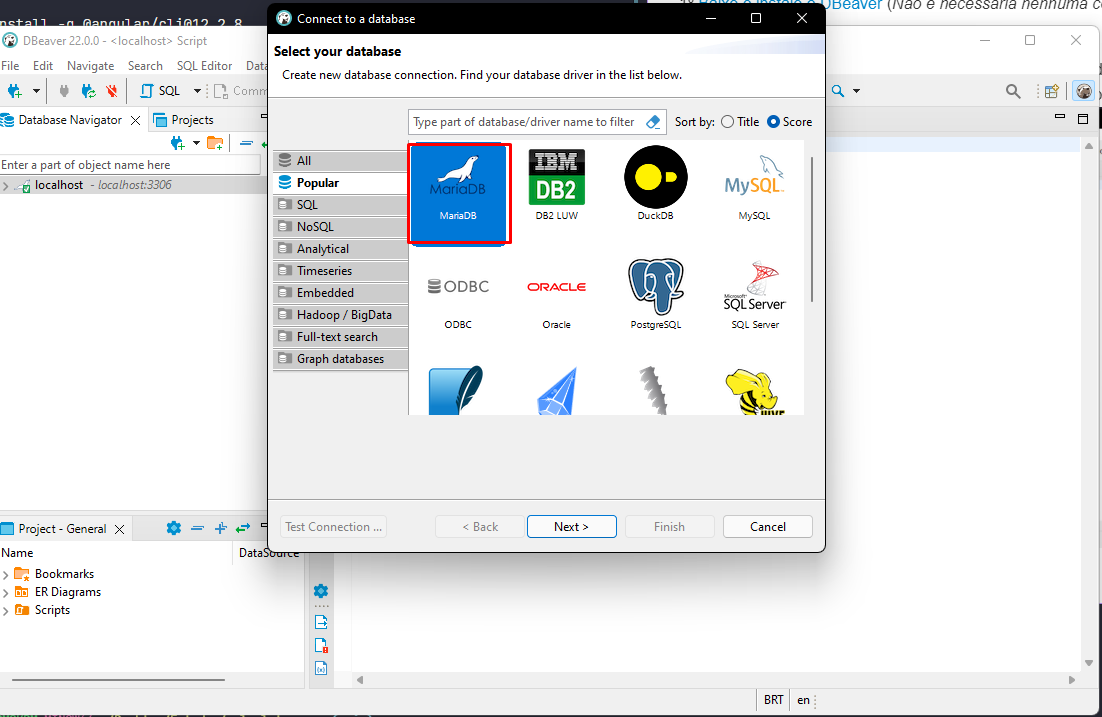 nstall -g @angular/cli@12.2.8
DBeaver (Não é necessária nenhuma c
DBeaver 22.0.0 - <localhost> Script
File Edit Navigate Search SQL Editor Data
SQL
Comm
Database Navigator
Projects
Enter a part of object name here
localhost - localhost:3306
Connect to a database
Select your database
Create new database connection. Find your database driver in the list below.
Type part of database/driver name to filter
Sort by: Title Score
All
Popular
SQL
NoSQL
Analytical
Timeseries
Embedded
Hadoop / BigData
Full-text search
Graph databases
MariaDB
MariaDB
IBM
DB2
DB2 LUW
DuckDB
MySQL
MySQL
ODBC
ODBC
ORACLE
Oracle
PostgreSQL
Microsoft
SQL Server
SQL Server
HIVE
Test Connection ...
< Back
Next >
Finish
Cancel
Project - General
Name
DataSource
Bookmarks
ER Diagrams
Scripts
BRT
en